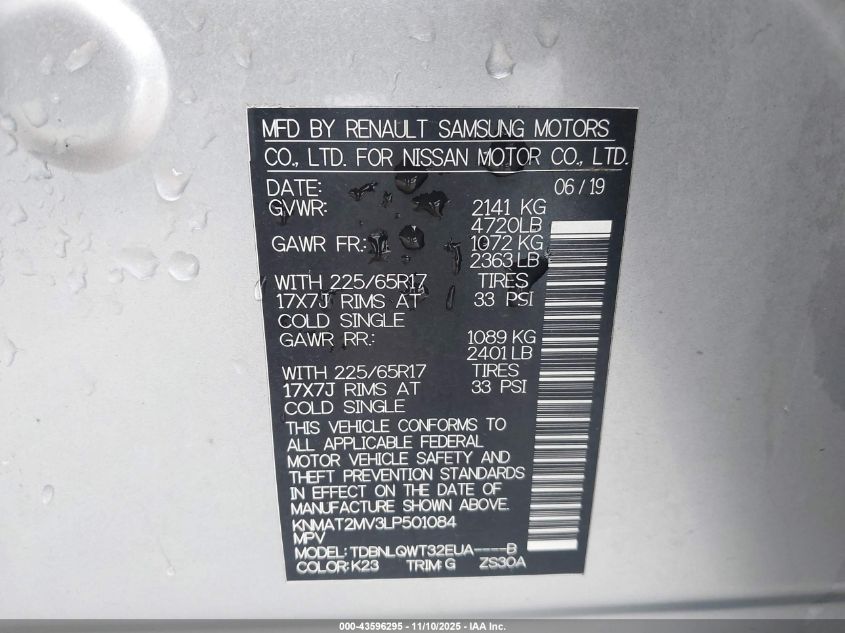 MFD BY RENAULT SAMSUNG MOTORS
CO., LTD. FOR NISSAN MOTOR CO., LTD.
DATE: 06/19
GVWR: 2141 KG
4720LB
GAWR FR.: 1072 KG
2363 LB
WITH 225/65R17 TIRES
17X7J RIMS AT 33 PSI
COLD SINGLE
GAWR RR.: 1089 KG
2401 LB
WITH 225/65R17 TIRES
17X7J RIMS AT 33 PSI
COLD SINGLE
THIS VEHICLE CONFORMS TO
ALL APPLICABLE FEDERAL
MOTOR VEHICLE SAFETY AND
THEFT PREVENTION STANDARDS
IN EFFECT ON THE DATE OF
MANUFACTURE SHOWN ABOVE.
KNMAT2MV3LP501084
MPV
MODEL: TDBNLQWT32EUA----B
COLOR: K23 TRIM: G ZS30A
000-43596295 - 11/10/2025 - IAA Inc.